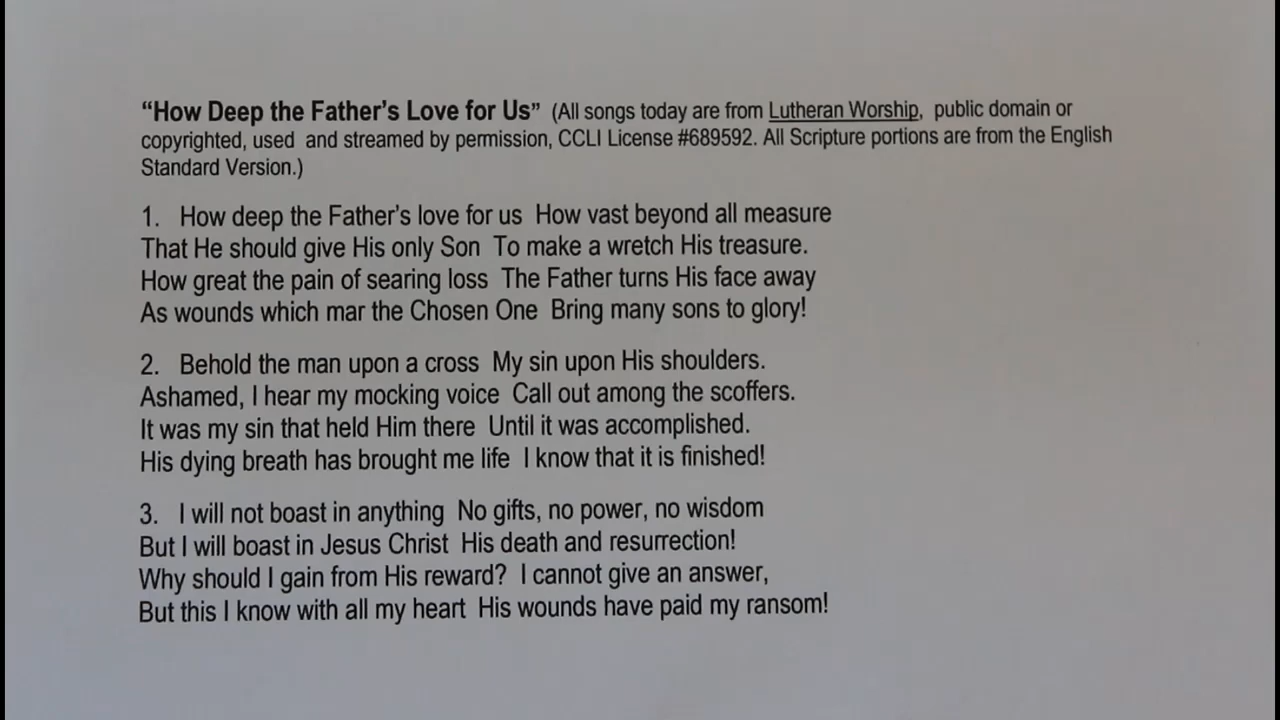 “How Deep the Father’s Love for Us” (All songs today are from Lutheran Worship, public domain or
copyrighted, used and streamed by permission, CCLI License #689592. All Scripture portions are from the English
Standard Version.)
1. How deep the Father’s love for us How vast beyond all measure
That He should give His only Son To make a wretch His treasure.
How great the pain of searing loss The Father turns His face away
As wounds which mar the Chosen One Bring many sons to glory!
2. Behold the man upon a cross My sin upon His shoulders.
Ashamed, I hear my mocking voice Call out among the scoffers.
It was my sin that held Him there Until it was accomplished.
His dying breath has brought me life I know that it is finished!
3. I will not boast in anything No gifts, no power, no wisdom
But I will boast in Jesus Christ His death and resurrection!
Why should I gain from His reward? I cannot give an answer,
But this I know with all my heart His wounds have paid my ransom!